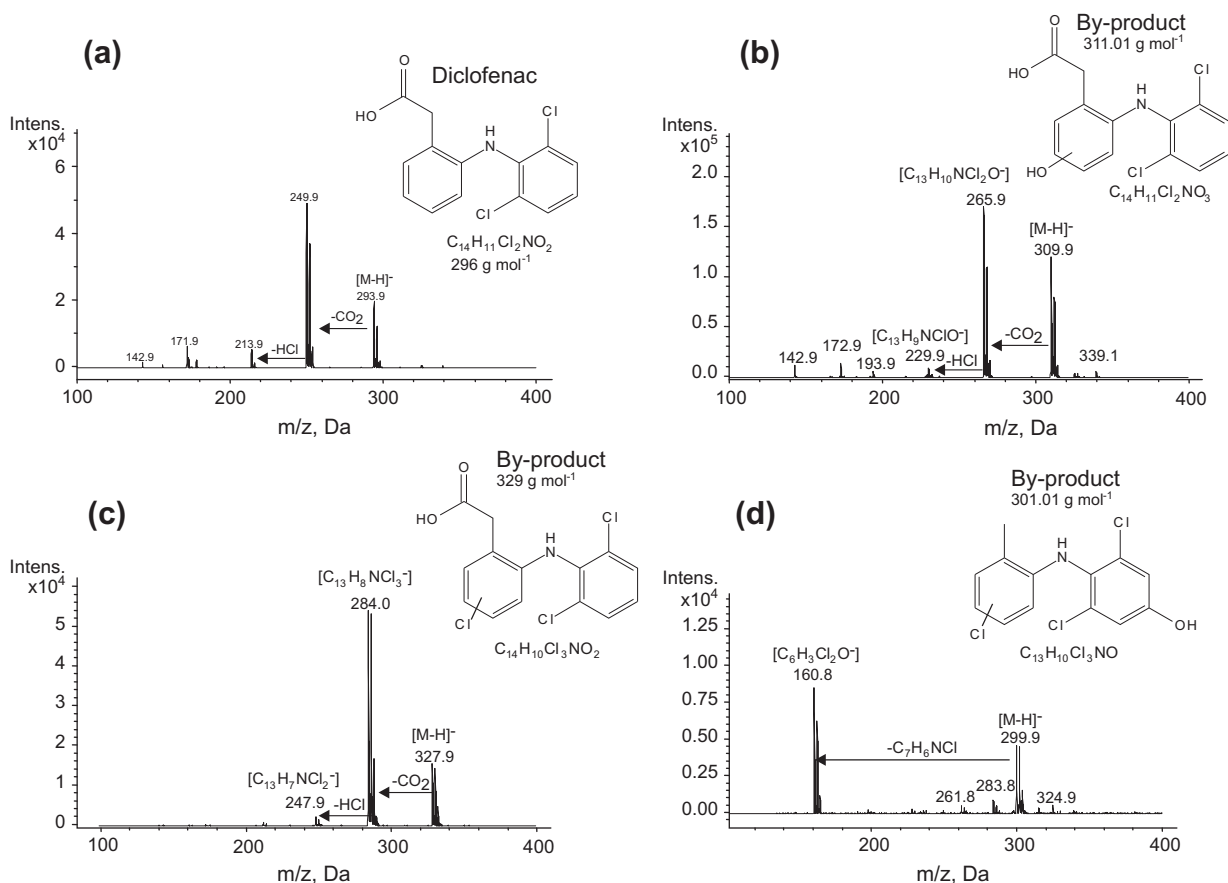 (a)
Diclofenac
O
HO
H
N
Cl
Cl
C14H11Cl2NO2
296 g mol-1
Intens.
x10^4
6
4
2
0
249.9
[M-H]-
293.9
-CO2
213.9
-HCl
171.9
142.9
100
200
300
400
m/z, Da
(b)
By-product
311.01 g mol-1
O
HO
H
N
Cl
Cl
HO
C14H11Cl2NO3
Intens.
x10^5
2.0
1.5
1.0
0.5
0.0
[C13H10NCl2O-]
265.9
[M-H]-
309.9
-CO2
[C13H9NClO-]
229.9
-HCl
193.9
172.9
142.9
339.1
100
200
300
400
m/z, Da
(c)
By-product
329 g mol-1
O
HO
H
N
Cl
Cl
Cl
C14H10Cl3NO2
Intens.
x10^4
5
4
3
2
1
0
[C13H8NCl3-]
284.0
[M-H]-
327.9
-CO2
[C13H7NCl2-]
247.9
-HCl
100
200
300
400
m/z, Da
(d)
By-product
301.01 g mol-1
H
N
Cl
Cl
Cl
OH
C13H10Cl3NO
Intens.
x10^4
1.25
1.00
0.75
0.50
0.25
0.00
[C6H3Cl2O-]
160.8
[M-H]-
299.9
-C7H6NCl
283.8
261.8
324.9
200
300
400
m/z, Da